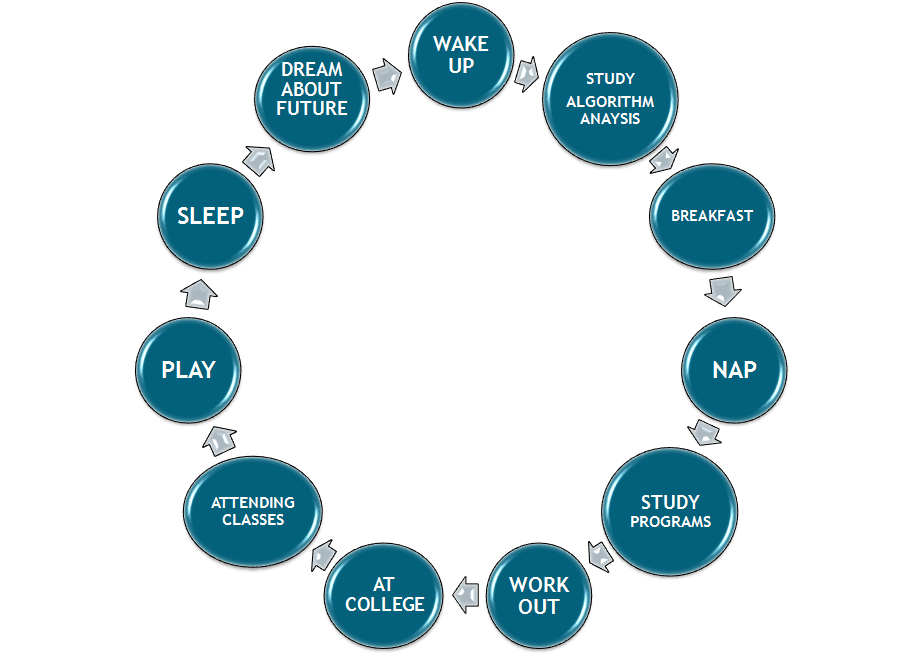 WAKE
UP
STUDY
ALGORITHM
ANAYSIS
BREAKFAST
NAP
STUDY
PROGRAMS
WORK
OUT
AT
COLLEGE
ATTENDING
CLASSES
PLAY
SLEEP
DREAM
ABOUT
FUTURE